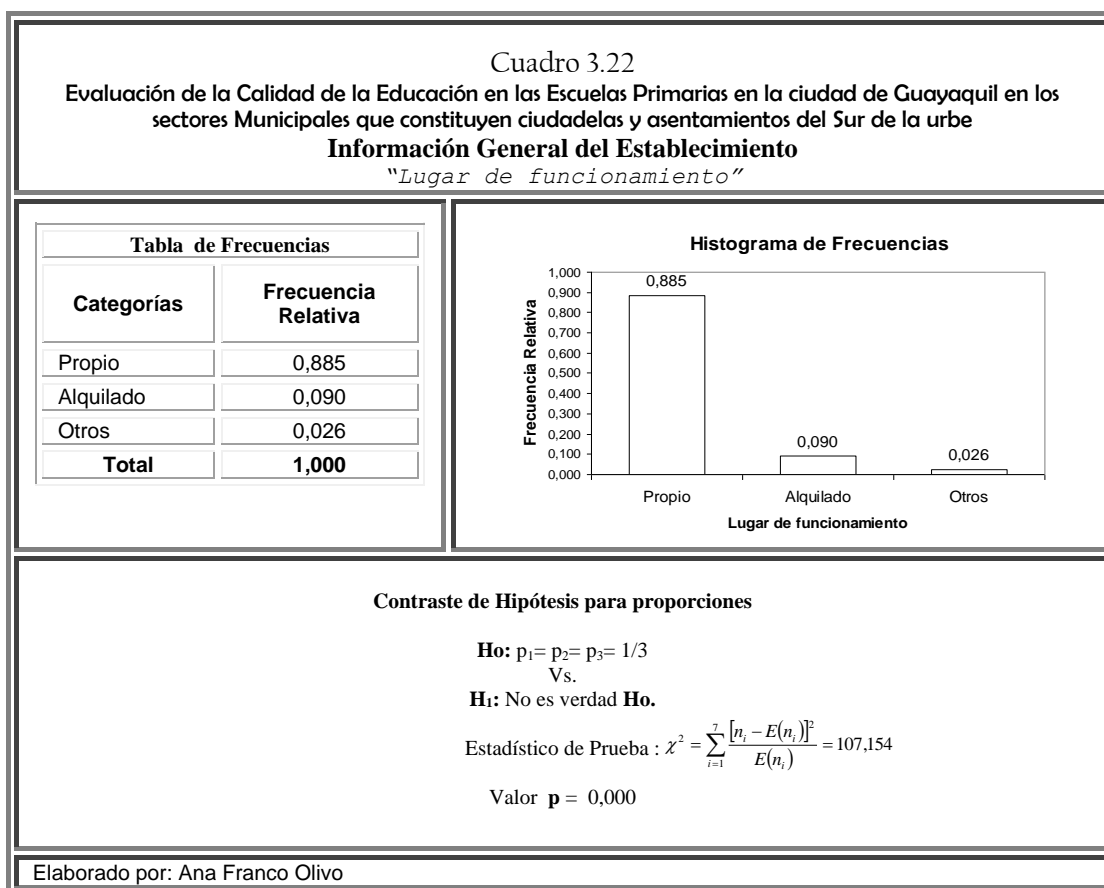 Cuadro 3.22
Evaluación de la Calidad de la Educación en las Escuelas Primarias en la ciudad de Guayaquil en los
sectores Municipales que constituyen ciudadelas y asentamientos del Sur de la urbe
Información General del Establecimiento
“Lugar de funcionamiento”
Tabla de Frecuencias
Categorías Frecuencia Relativa
Propio 0,885
Alquilado 0,090
Otros 0,026
Total 1,000
Histograma de Frecuencias
Frecuencia Relativa
1,000
0,900
0,800
0,700
0,600
0,500
0,400
0,300
0,200
0,100
0,000
0,885
0,090
0,026
Propio Alquilado Otros
Lugar de funcionamiento
Contraste de Hipótesis para proporciones
Ho: p₁= p₂= p₃= 1/3
Vs.
H₁: No es verdad Ho.
Estadístico de Prueba : χ² = ∑_{i=1}^{7} [n_i − E(n_i)]² / E(n_i) = 107,154
Valor p = 0,000
Elaborado por: Ana Franco Olivo